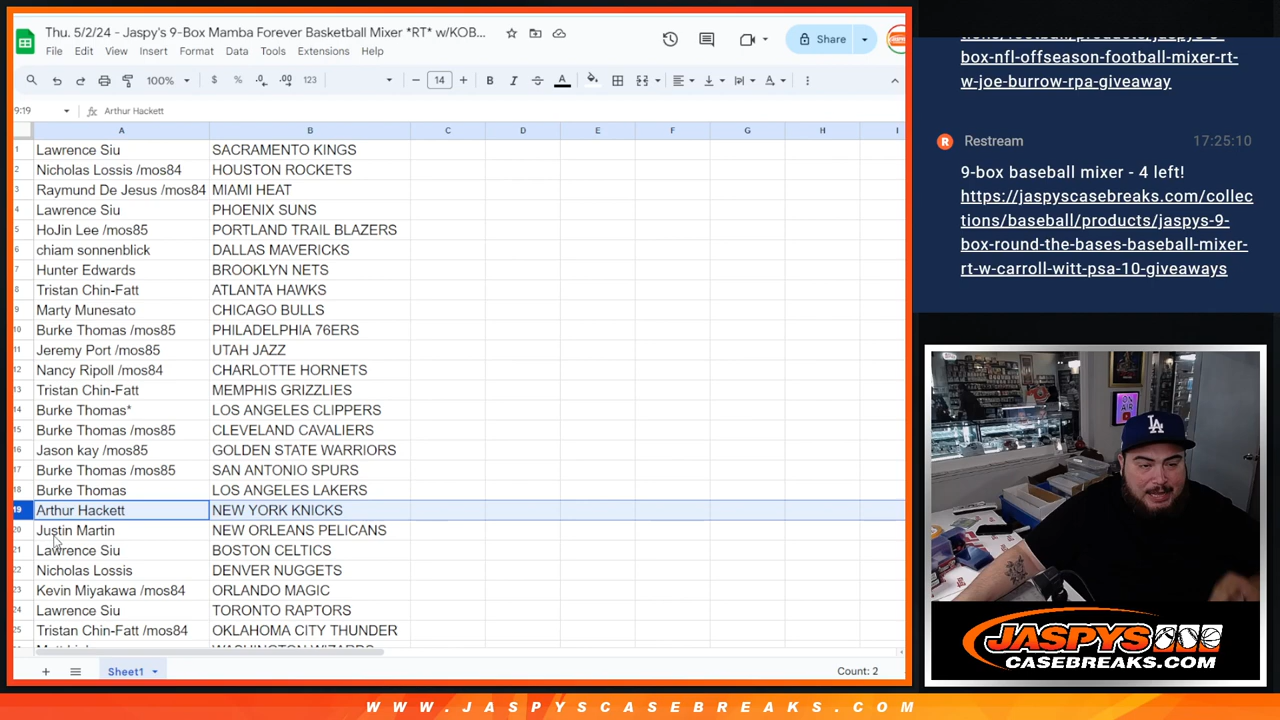 Thu. 5/2/24 - Jaspy's 9-Box Mamba Forever Basketball Mixer *RT* w/KOB...
File Edit View Insert Format Data Tools Extensions Help
Share
100% $ % .0 .00 123 14 B I A
9:19 fx Arthur Hackett
A B C D E F G H I
1 Lawrence Siu SACRAMENTO KINGS
2 Nicholas Lossis /mos84 HOUSTON ROCKETS
3 Raymund De Jesus /mos84 MIAMI HEAT
4 Lawrence Siu PHOENIX SUNS
5 HoJin Lee /mos85 PORTLAND TRAIL BLAZERS
6 chiam sonnenblick DALLAS MAVERICKS
7 Hunter Edwards BROOKLYN NETS
8 Tristan Chin-Fatt ATLANTA HAWKS
9 Marty Munesato CHICAGO BULLS
10 Burke Thomas /mos85 PHILADELPHIA 76ERS
11 Jeremy Port /mos85 UTAH JAZZ
12 Nancy Ripoll /mos84 CHARLOTTE HORNETS
13 Tristan Chin-Fatt MEMPHIS GRIZZLIES
14 Burke Thomas* LOS ANGELES CLIPPERS
15 Burke Thomas /mos85 CLEVELAND CAVALIERS
16 Jason kay /mos85 GOLDEN STATE WARRIORS
17 Burke Thomas /mos85 SAN ANTONIO SPURS
18 Burke Thomas LOS ANGELES LAKERS
19 Arthur Hackett NEW YORK KNICKS
20 Justin Martin NEW ORLEANS PELICANS
21 Lawrence Siu BOSTON CELTICS
22 Nicholas Lossis DENVER NUGGETS
23 Kevin Miyakawa /mos84 ORLANDO MAGIC
24 Lawrence Siu TORONTO RAPTORS
25 Tristan Chin-Fatt /mos84 OKLAHOMA CITY THUNDER
Sheet1
Count: 2
tions/football/products/jaspys-9-
box-nfl-offseason-football-mixer-rt-
w-joe-burrow-rpa-giveaway
Restream 17:25:10
9-box baseball mixer - 4 left!
https://jaspyscasebreaks.com/collec
tions/baseball/products/jaspys-9-
box-round-the-bases-baseball-mixer-
rt-w-carroll-witt-psa-10-giveaways
ON
AIR
LA
JASPYS
CASEBREAKS.COM
WWW.JASPYSCASEBREAKS.COM